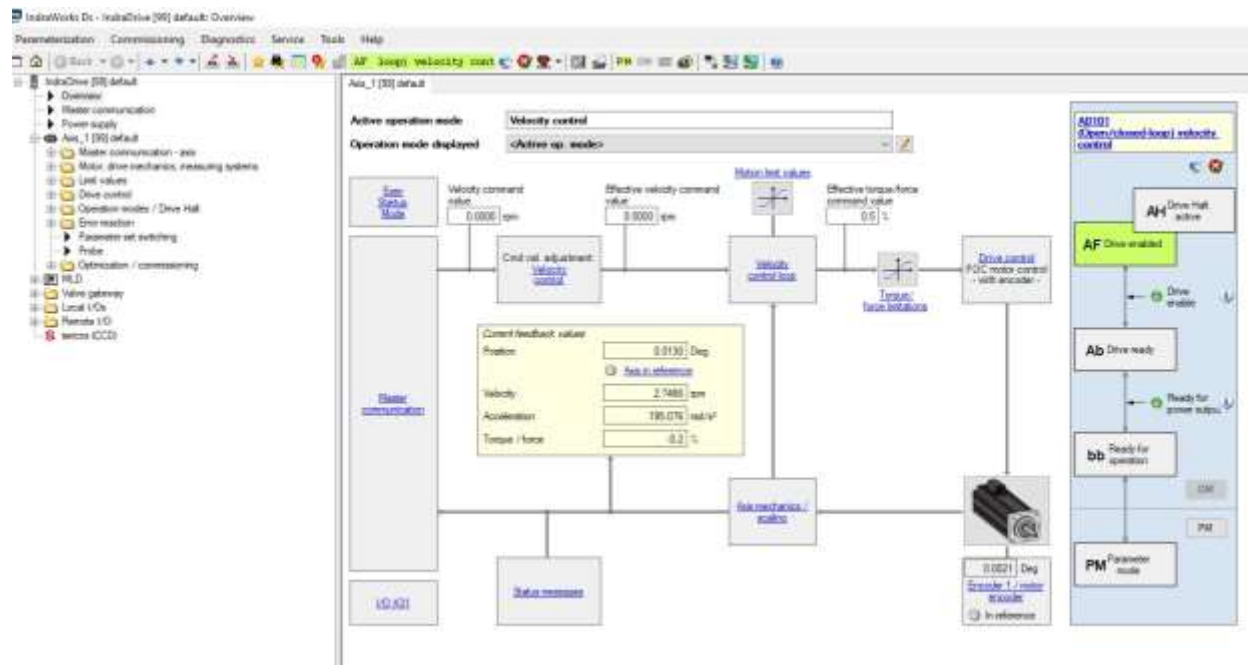 IndraWorks Ds - IndraDrive [99] default: Overview
Parameterization Commissioning Diagnostics Service Tools Help
AF loop) velocity cont
PM
IndraDrive [99] default
Overview
Master communication
Power supply
Axis_1 [99] default
Master communication - axis
Motor, drive mechanics, measuring systems
Limit values
Drive control
Operation modes / Drive Halt
Error reaction
Parameter set switching
Probe
Optimization / commissioning
MLD
Valve gateway
Local I/Os
Remote I/O
sercos (CCD)
Axis_1 [99] default
Active operation mode
Velocity control
Operation mode displayed
<Active op. mode>
Easy
Startup
Mode
Velocity command
value
0.0000 rpm
Effective velocity command
value
0.0000 rpm
Motion limit values
Effective torque/force
command value
0.5 %
Cmd val. adjustment:
Velocity
control
Velocity
control loop
Torque/
force limitations
Drive control
FOC motor control
- with encoder -
Master
communication
Current feedback values
Position
0.0130 Deg
Axis in reference
Velocity
2.7466 rpm
Acceleration
195.076 rad/s²
Torque / force
-0.2 %
Axis mechanics /
scaling
Status messages
I/O X31
0.0021 Deg
Encoder 1 / motor
encoder
In reference
A0101
(Open/closed-loop) velocity
control
AH Drive Halt
active
AF Drive enabled
Drive
enable
Ab Drive ready
Ready for
power outpu
bb Ready for
operation
OM
PM
PM Parameter
mode